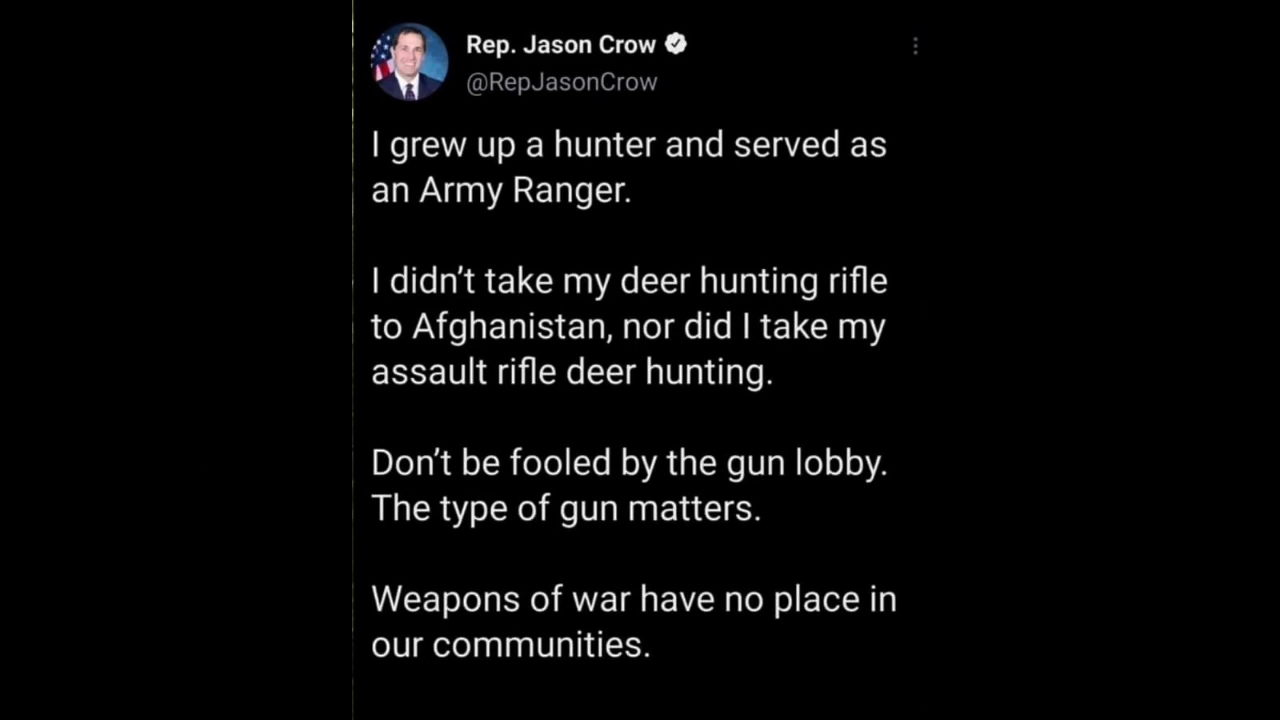 Rep. Jason Crow
@RepJasonCrow
I grew up a hunter and served as
an Army Ranger.
I didn’t take my deer hunting rifle
to Afghanistan, nor did I take my
assault rifle deer hunting.
Don’t be fooled by the gun lobby.
The type of gun matters.
Weapons of war have no place in
our communities.